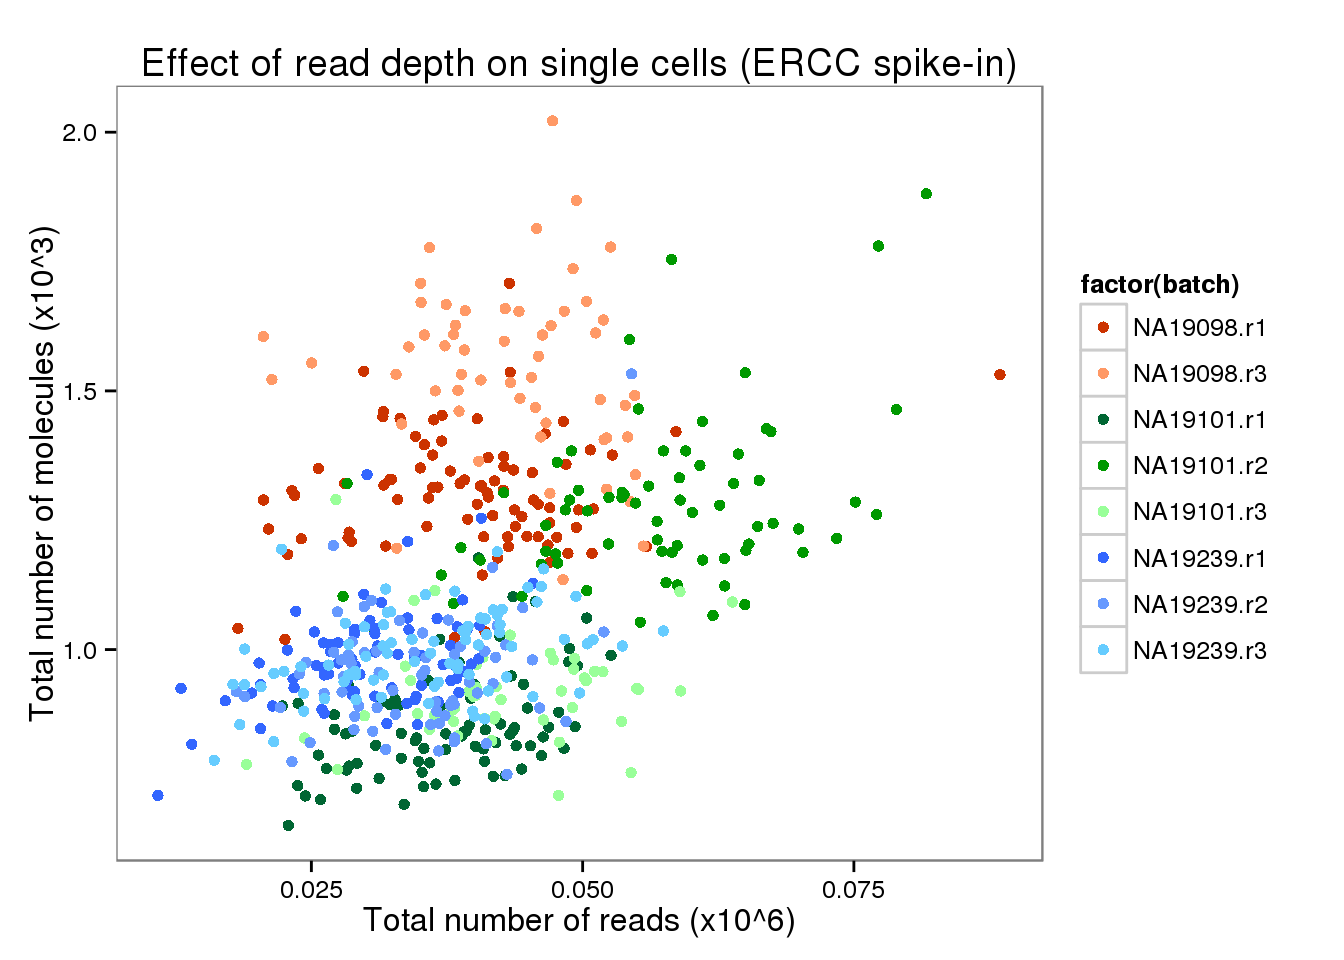 Effect of read depth on single cells (ERCC spike-in)
Total number of molecules (x10^3)
2.0
1.5
1.0
0.025
0.050
0.075
Total number of reads (x10^6)
factor(batch)
NA19098.r1
NA19098.r3
NA19101.r1
NA19101.r2
NA19101.r3
NA19239.r1
NA19239.r2
NA19239.r3